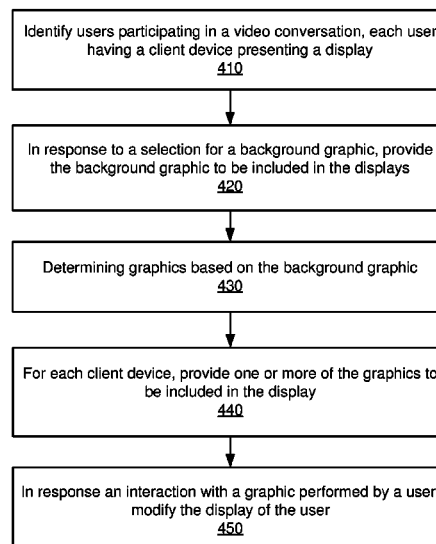 Identify users participating in a video conversation, each user
having a client device presenting a display
410
In response to a selection for a background graphic, provide
the background graphic to be included in the displays
420
Determining graphics based on the background graphic
430
For each client device, provide one or more of the graphics to
be included in the display
440
In response an interaction with a graphic performed by a user
modify the display of the user
450